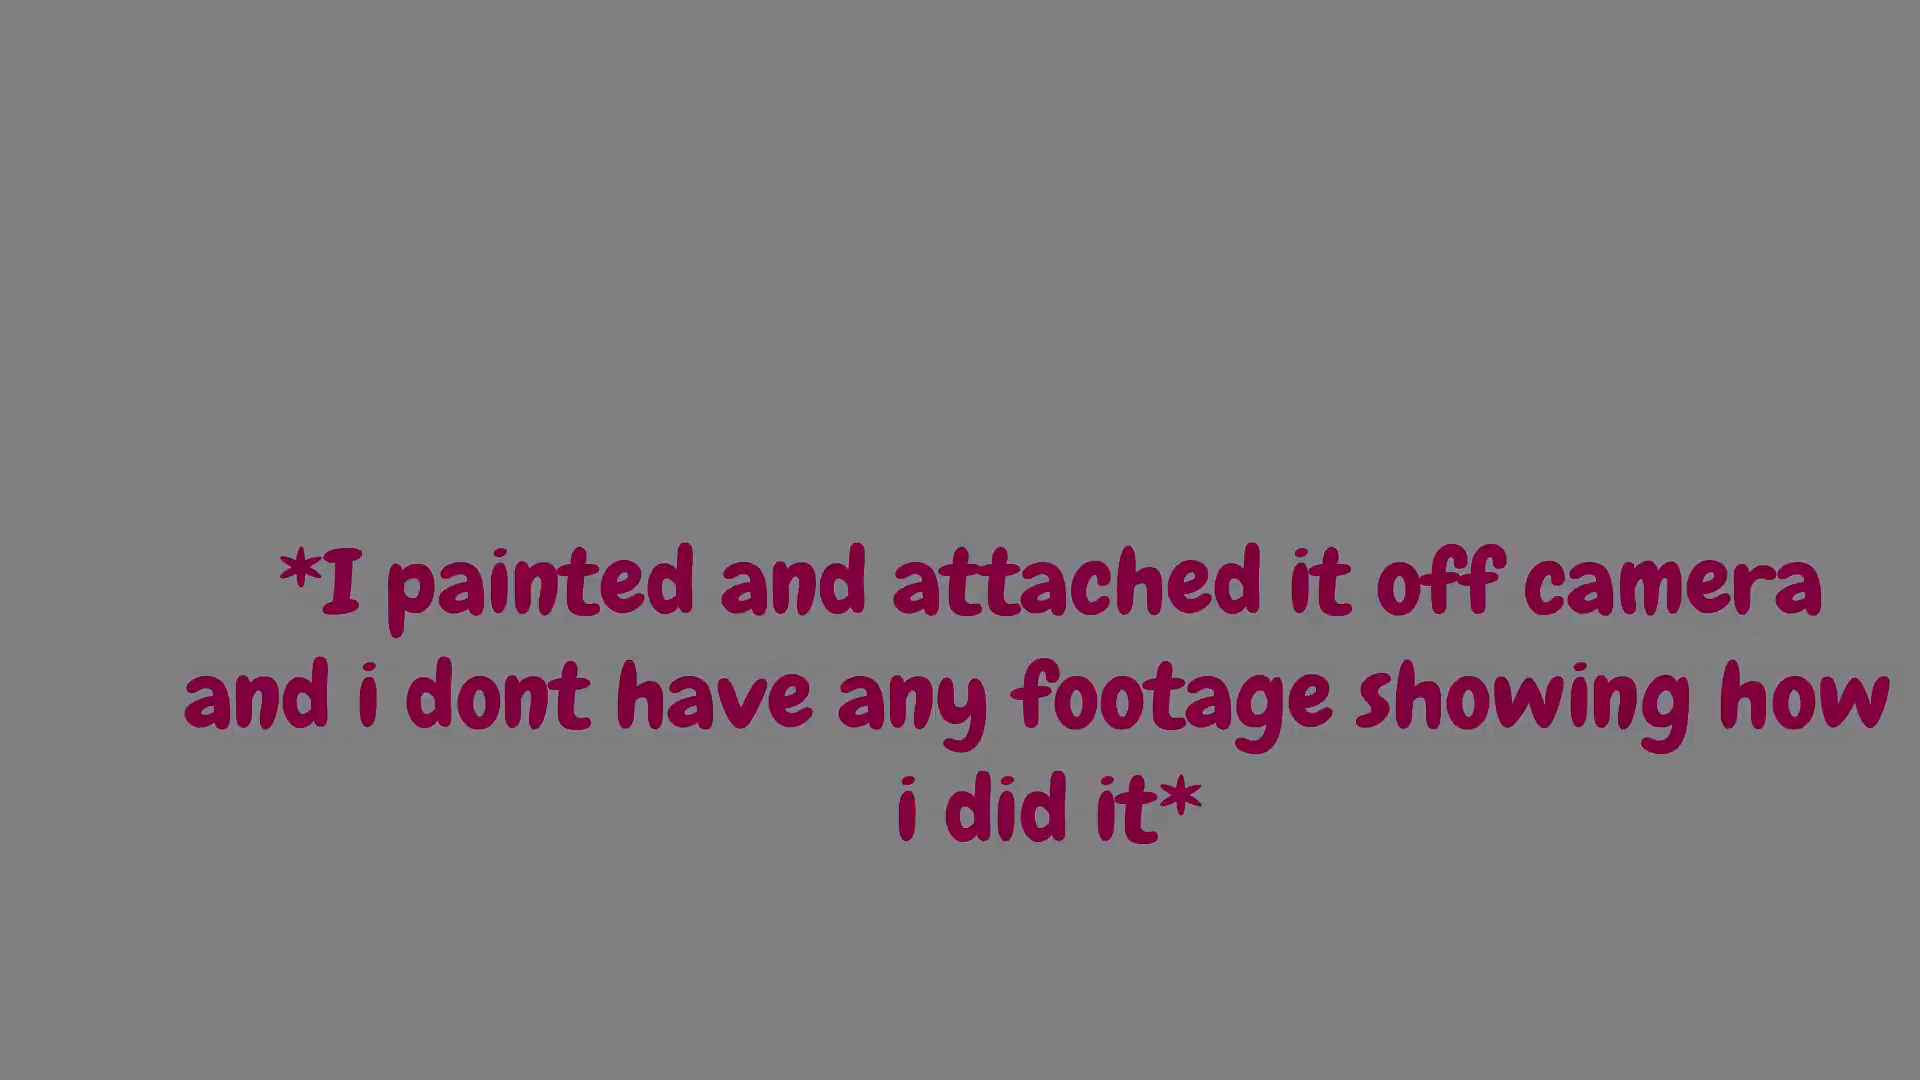 *I painted and attached it off camera
and i dont have any footage showing how
i did it*